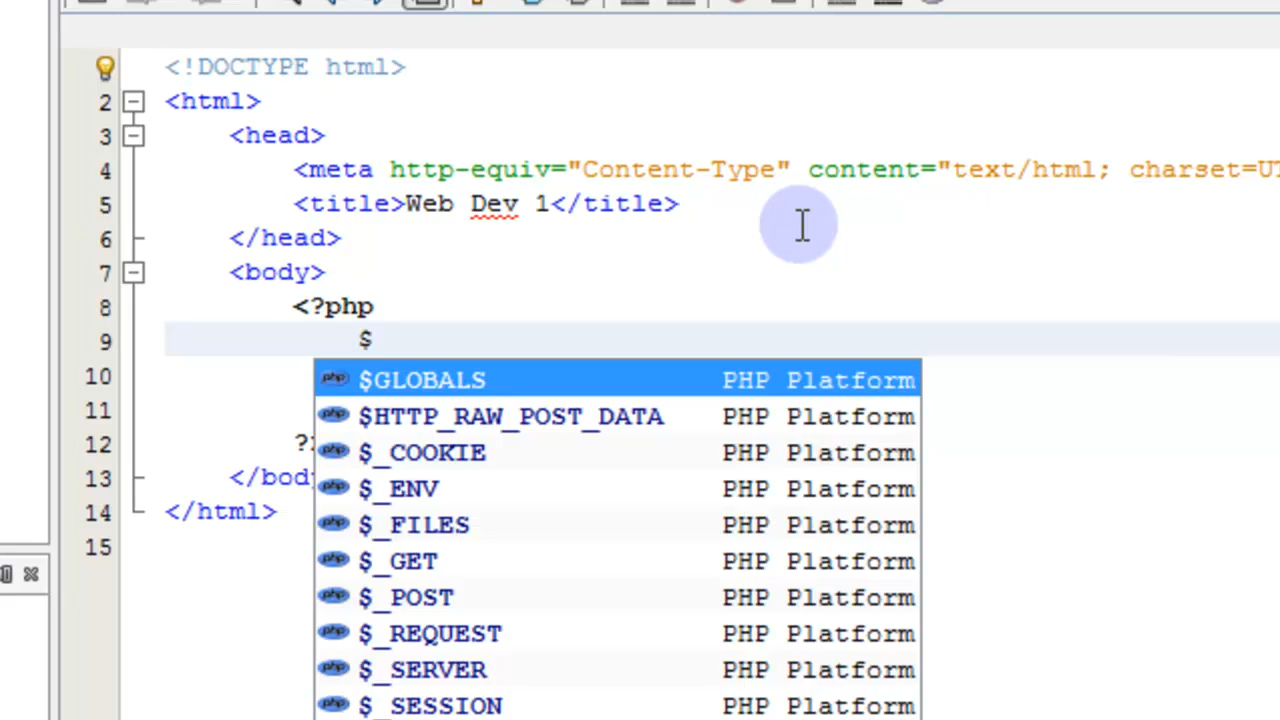 <!DOCTYPE html>
2 <html>
3 <head>
4 <meta http-equiv="Content-Type" content="text/html; charset=UT
5 <title>Web Dev 1</title>
6 </head>
7 <body>
8 <?php
9 $
10 $GLOBALS PHP Platform
11 $HTTP_RAW_POST_DATA PHP Platform
12 ?> $_COOKIE PHP Platform
13 </body $_ENV PHP Platform
14 </html> $_FILES PHP Platform
15 $_GET PHP Platform
$_POST PHP Platform
$_REQUEST PHP Platform
$_SERVER PHP Platform
$_SESSION PHP Platform